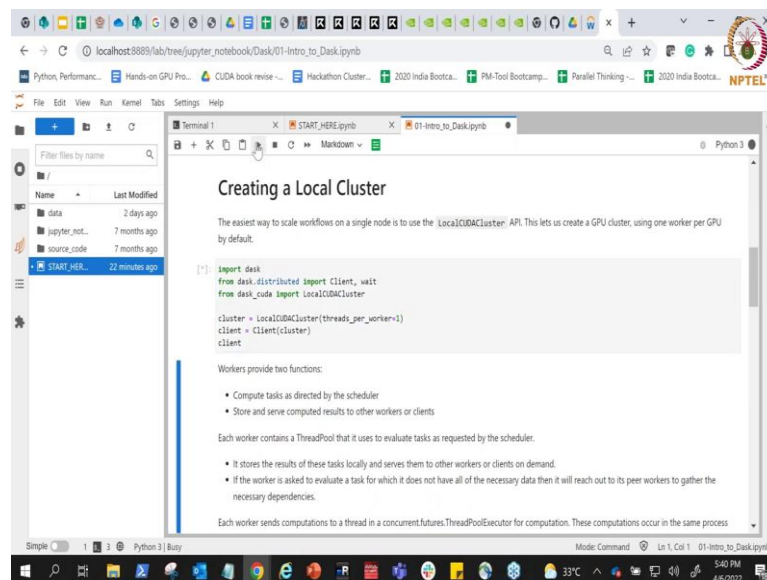 localhost:8889/lab/tree/jupyter_notebook/Dask/01-Intro_to_Dask.ipynb
Python, Performanc...
Hands-on GPU Pro...
CUDA book revise -...
Hackathon Cluster...
2020 India Bootca...
PM-Tool Bootcamp...
Parallel Thinking -...
2020 India Bootca...
NPTEL
File Edit View Run Kernel Tabs Settings Help
Terminal 1
START_HERE.ipynb
01-Intro_to_Dask.ipynb
Filter files by name
Markdown
Python 3
/
Name
Last Modified
data 2 days ago
jupyter_not... 7 months ago
source_code 7 months ago
START_HER... 22 minutes ago
Creating a Local Cluster
The easiest way to scale workflows on a single node is to use the LocalCUDACluster API. This lets us create a GPU cluster, using one worker per GPU
by default.
[*]: import dask
from dask.distributed import Client, wait
from dask_cuda import LocalCUDACluster
cluster = LocalCUDACluster(threads_per_worker=1)
client = Client(cluster)
client
Workers provide two functions:
• Compute tasks as directed by the scheduler
• Store and serve computed results to other workers or clients
Each worker contains a ThreadPool that it uses to evaluate tasks as requested by the scheduler.
• It stores the results of these tasks locally and serves them to other workers or clients on demand.
• If the worker is asked to evaluate a task for which it does not have all of the necessary data then it will reach out to its peer workers to gather the
necessary dependencies.
Each worker sends computations to a thread in a concurrent.futures.ThreadPoolExecutor for computation. These computations occur in the same process
Simple 1 3 Python 3 | Busy
Mode: Command Ln 1, Col 1 01-Intro_to_Dask.ipyn
33°C
5:40 PM
4/6/2022